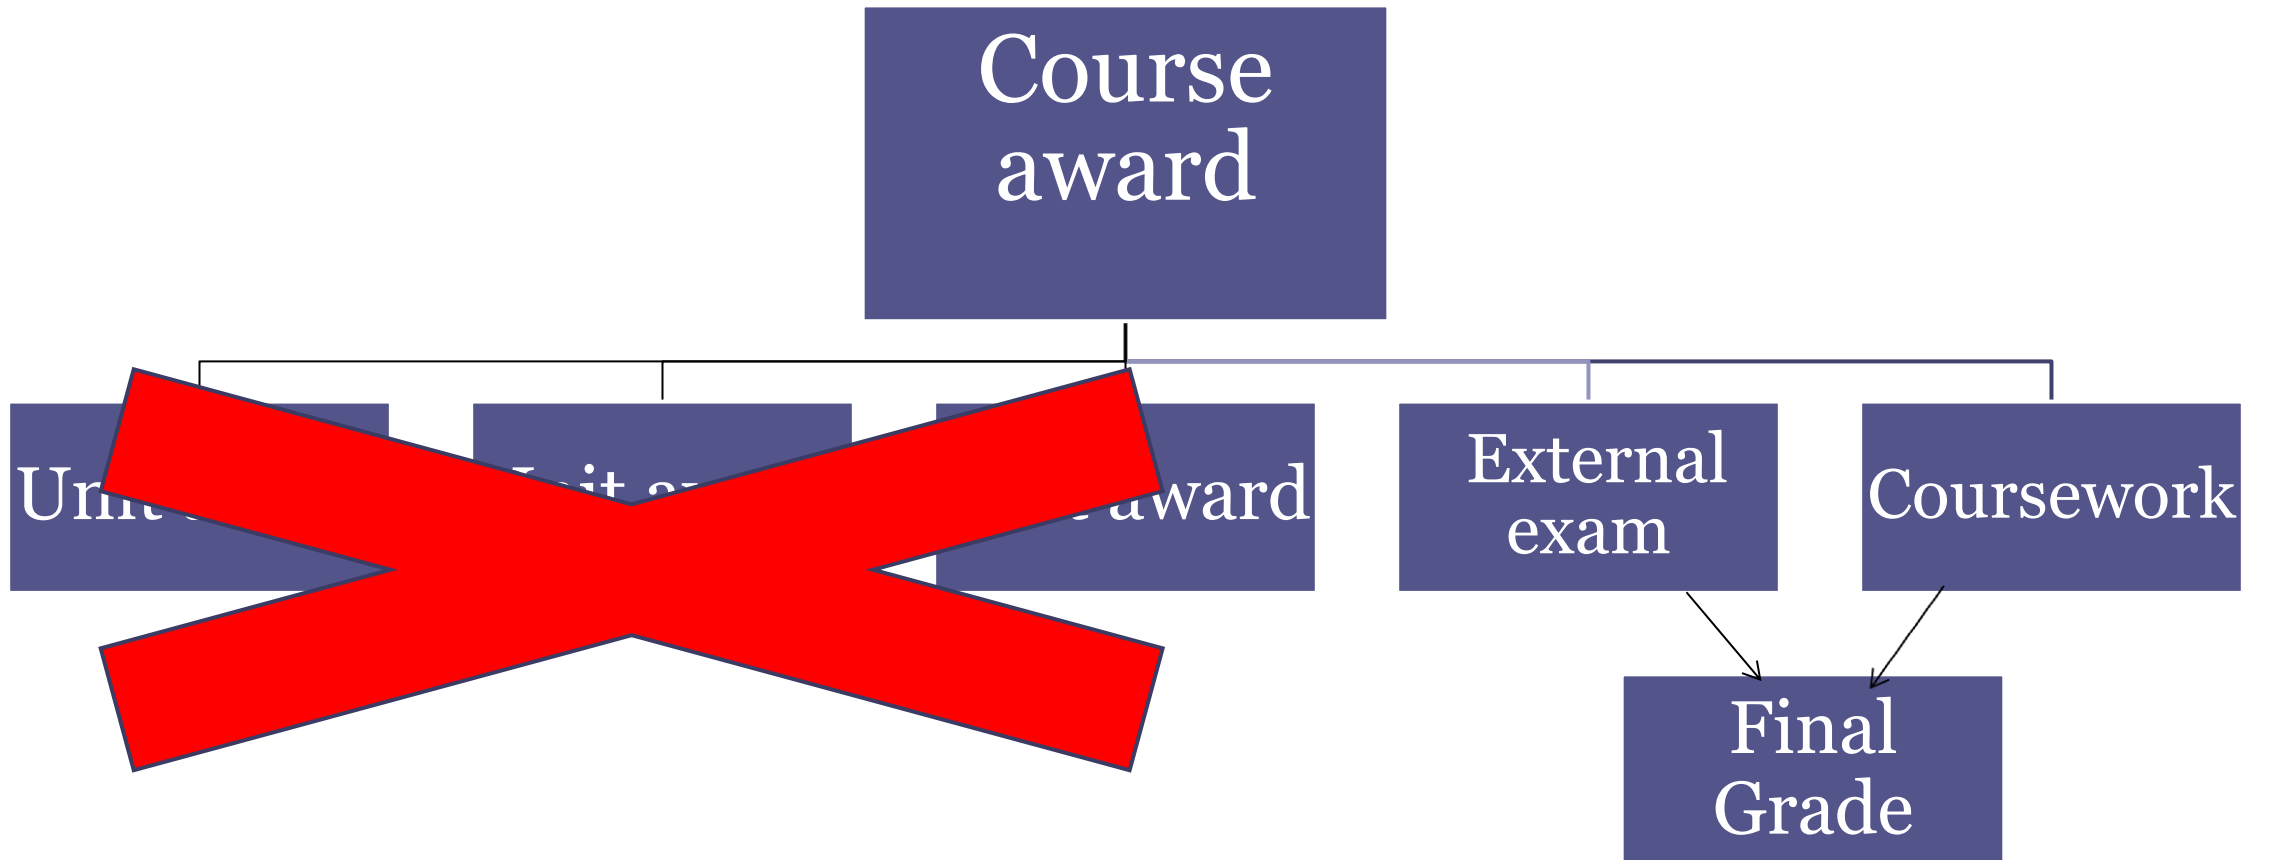 Course
award
award
External
exam
Coursework
Final
Grade